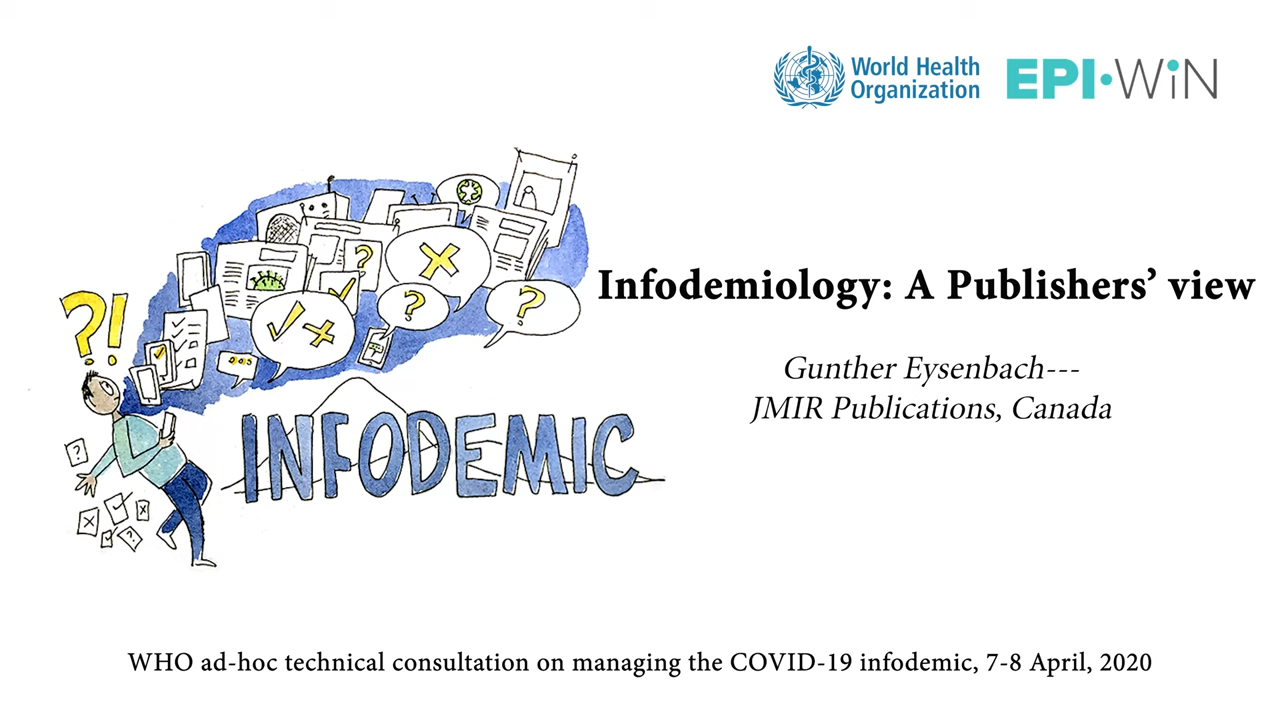 World Health
Organization
EPI·WiN
?!
Infodemiology: A Publishers’ view
Gunther Eysenbach---
JMIR Publications, Canada
INFODEMIC
WHO ad-hoc technical consultation on managing the COVID-19 infodemic, 7-8 April, 2020